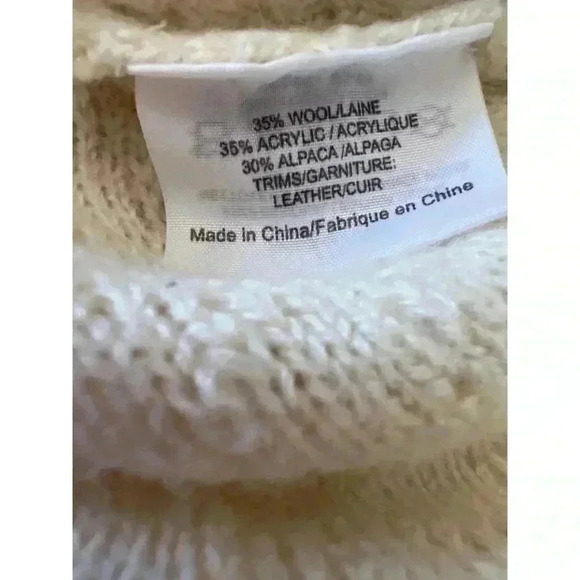 35% WOOL/LAINE
35% ACRYLIC/ACRYLIQUE
30% ALPACA/ALPAGA
TRIMS/GARNITURE:
LEATHER/CUIR
Made in China/Fabrique en Chine